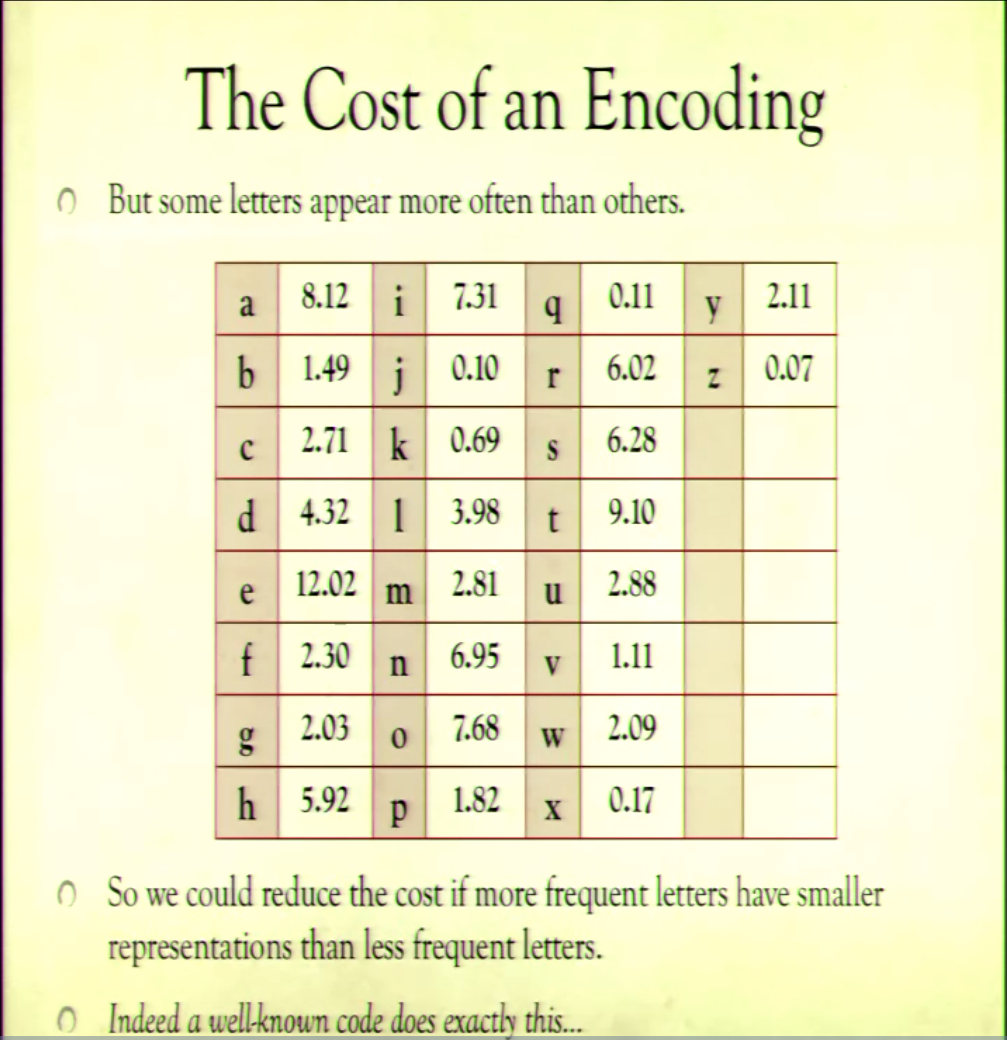 The Cost of an Encoding
But some letters appear more often than others.
a 8.12 i 7.31 q 0.11 y 2.11
b 1.49 j 0.10 r 6.02 z 0.07
c 2.71 k 0.69 s 6.28
d 4.32 l 3.98 t 9.10
e 12.02 m 2.81 u 2.88
f 2.30 n 6.95 v 1.11
g 2.03 o 7.68 w 2.09
h 5.92 p 1.82 x 0.17
So we could reduce the cost if more frequent letters have smaller
representations than less frequent letters.
Indeed a well-known code does exactly this...